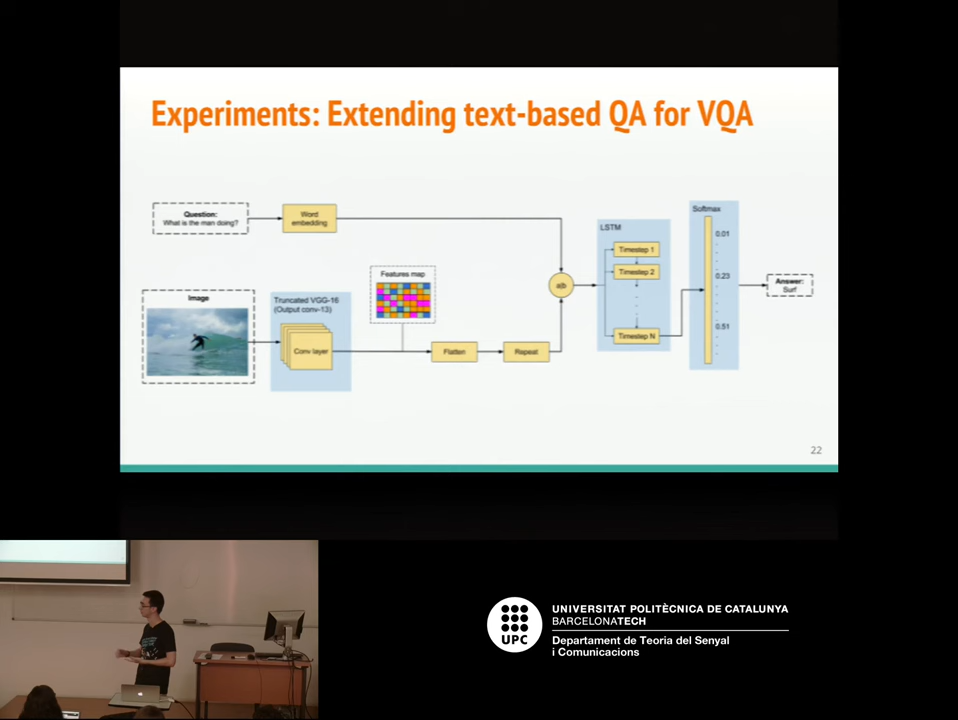 Experiments: Extending text-based QA for VQA
Question:
What is the man doing?
Word
embedding
Image
Truncated VGG-16
(Output conv-13)
Conv layer
Features map
Flatten
Repeat
a|b
LSTM
Timestep 1
Timestep 2
Timestep N
Softmax
0.01
0.23
0.51
Answer:
Surf
22
UPC
UNIVERSITAT POLITÈCNICA DE CATALUNYA
BARCELONATECH
Departament de Teoria del Senyal
i Comunicacions